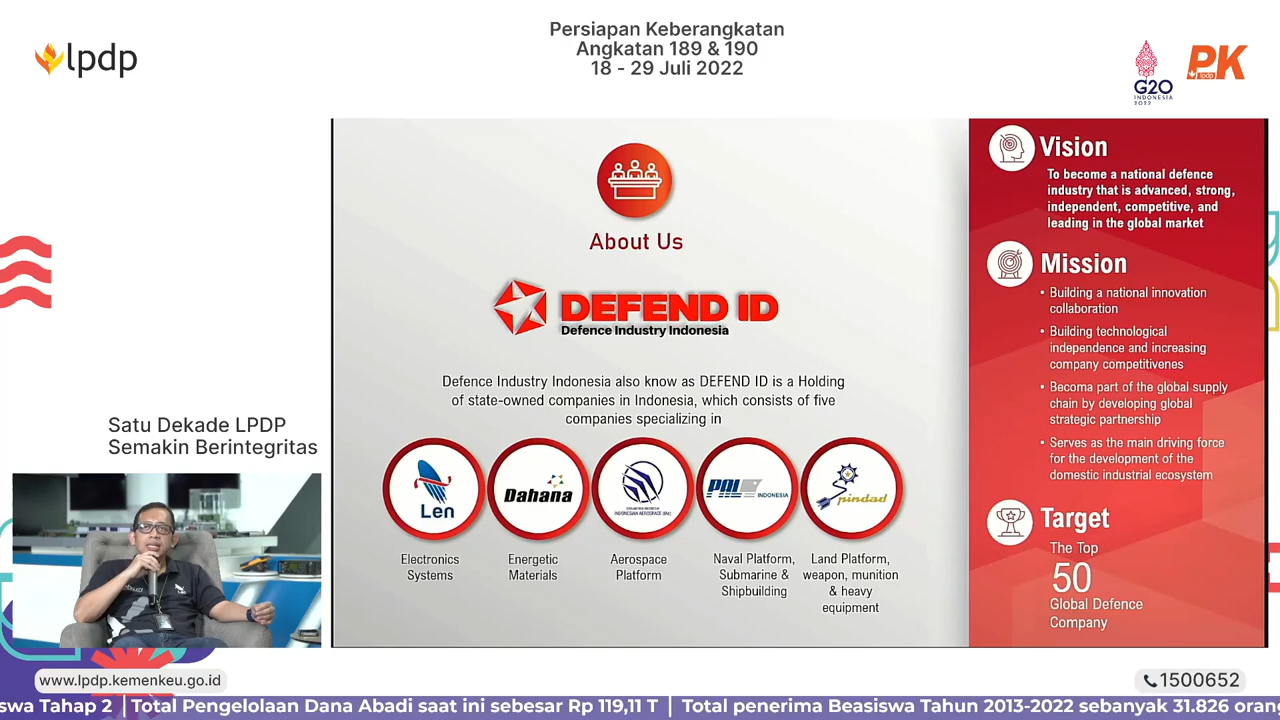 lpdp
Persiapan Keberangkatan
Angkatan 189 & 190
18 - 29 Juli 2022
G20
INDONESIA
2022
PK
lpdp
About Us
DEFEND ID
Defence Industry Indonesia
Defence Industry Indonesia also know as DEFEND ID is a Holding
of state-owned companies in Indonesia, which consists of five
companies specializing in
Len
Dahana
INDONESIAN AEROSPACE (IAe)
PAL
INDONESIA
pindad
Electronics
Systems
Energetic
Materials
Aerospace
Platform
Naval Platform,
Submarine &
Shipbuilding
Land Platform,
weapon, munition
& heavy
equipment
Vision
To become a national defence
industry that is advanced, strong,
independent, competitive, and
leading in the global market
Mission
• Building a national innovation
collaboration
• Building technological
independence and increasing
company competitivenes
• Becoma part of the global supply
chain by developing global
strategic partnership
• Serves as the main driving force
for the development of the
domestic industrial ecosystem
Target
The Top
50
Global Defence
Company
Satu Dekade LPDP
Semakin Berintegritas
www.lpdp.kemenkeu.go.id
1500652
swa Tahap 2 | Total Pengelolaan Dana Abadi saat ini sebesar Rp 119,11 T | Total penerima Beasiswa Tahun 2013-2022 sebanyak 31.826 orang